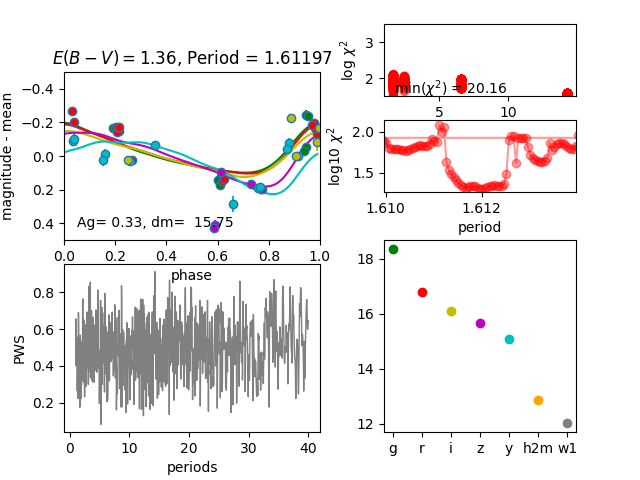 E(B − V) = 1.36, Period = 1.61197
magnitude - mean
−0.4
−0.2
0.0
0.2
0.4
Ag= 0.33, dm=  15.75
0.0 0.2 0.4 0.6 0.8 1.0
phase
log χ²
3
2
min(χ²) = 20.16
5 10
log10 χ²
2.0
1.5
1.610 1.612
period
PWS
0.8
0.6
0.4
0.2
0 10 20 30 40
periods
18
16
14
12
g r i z y h2m w1